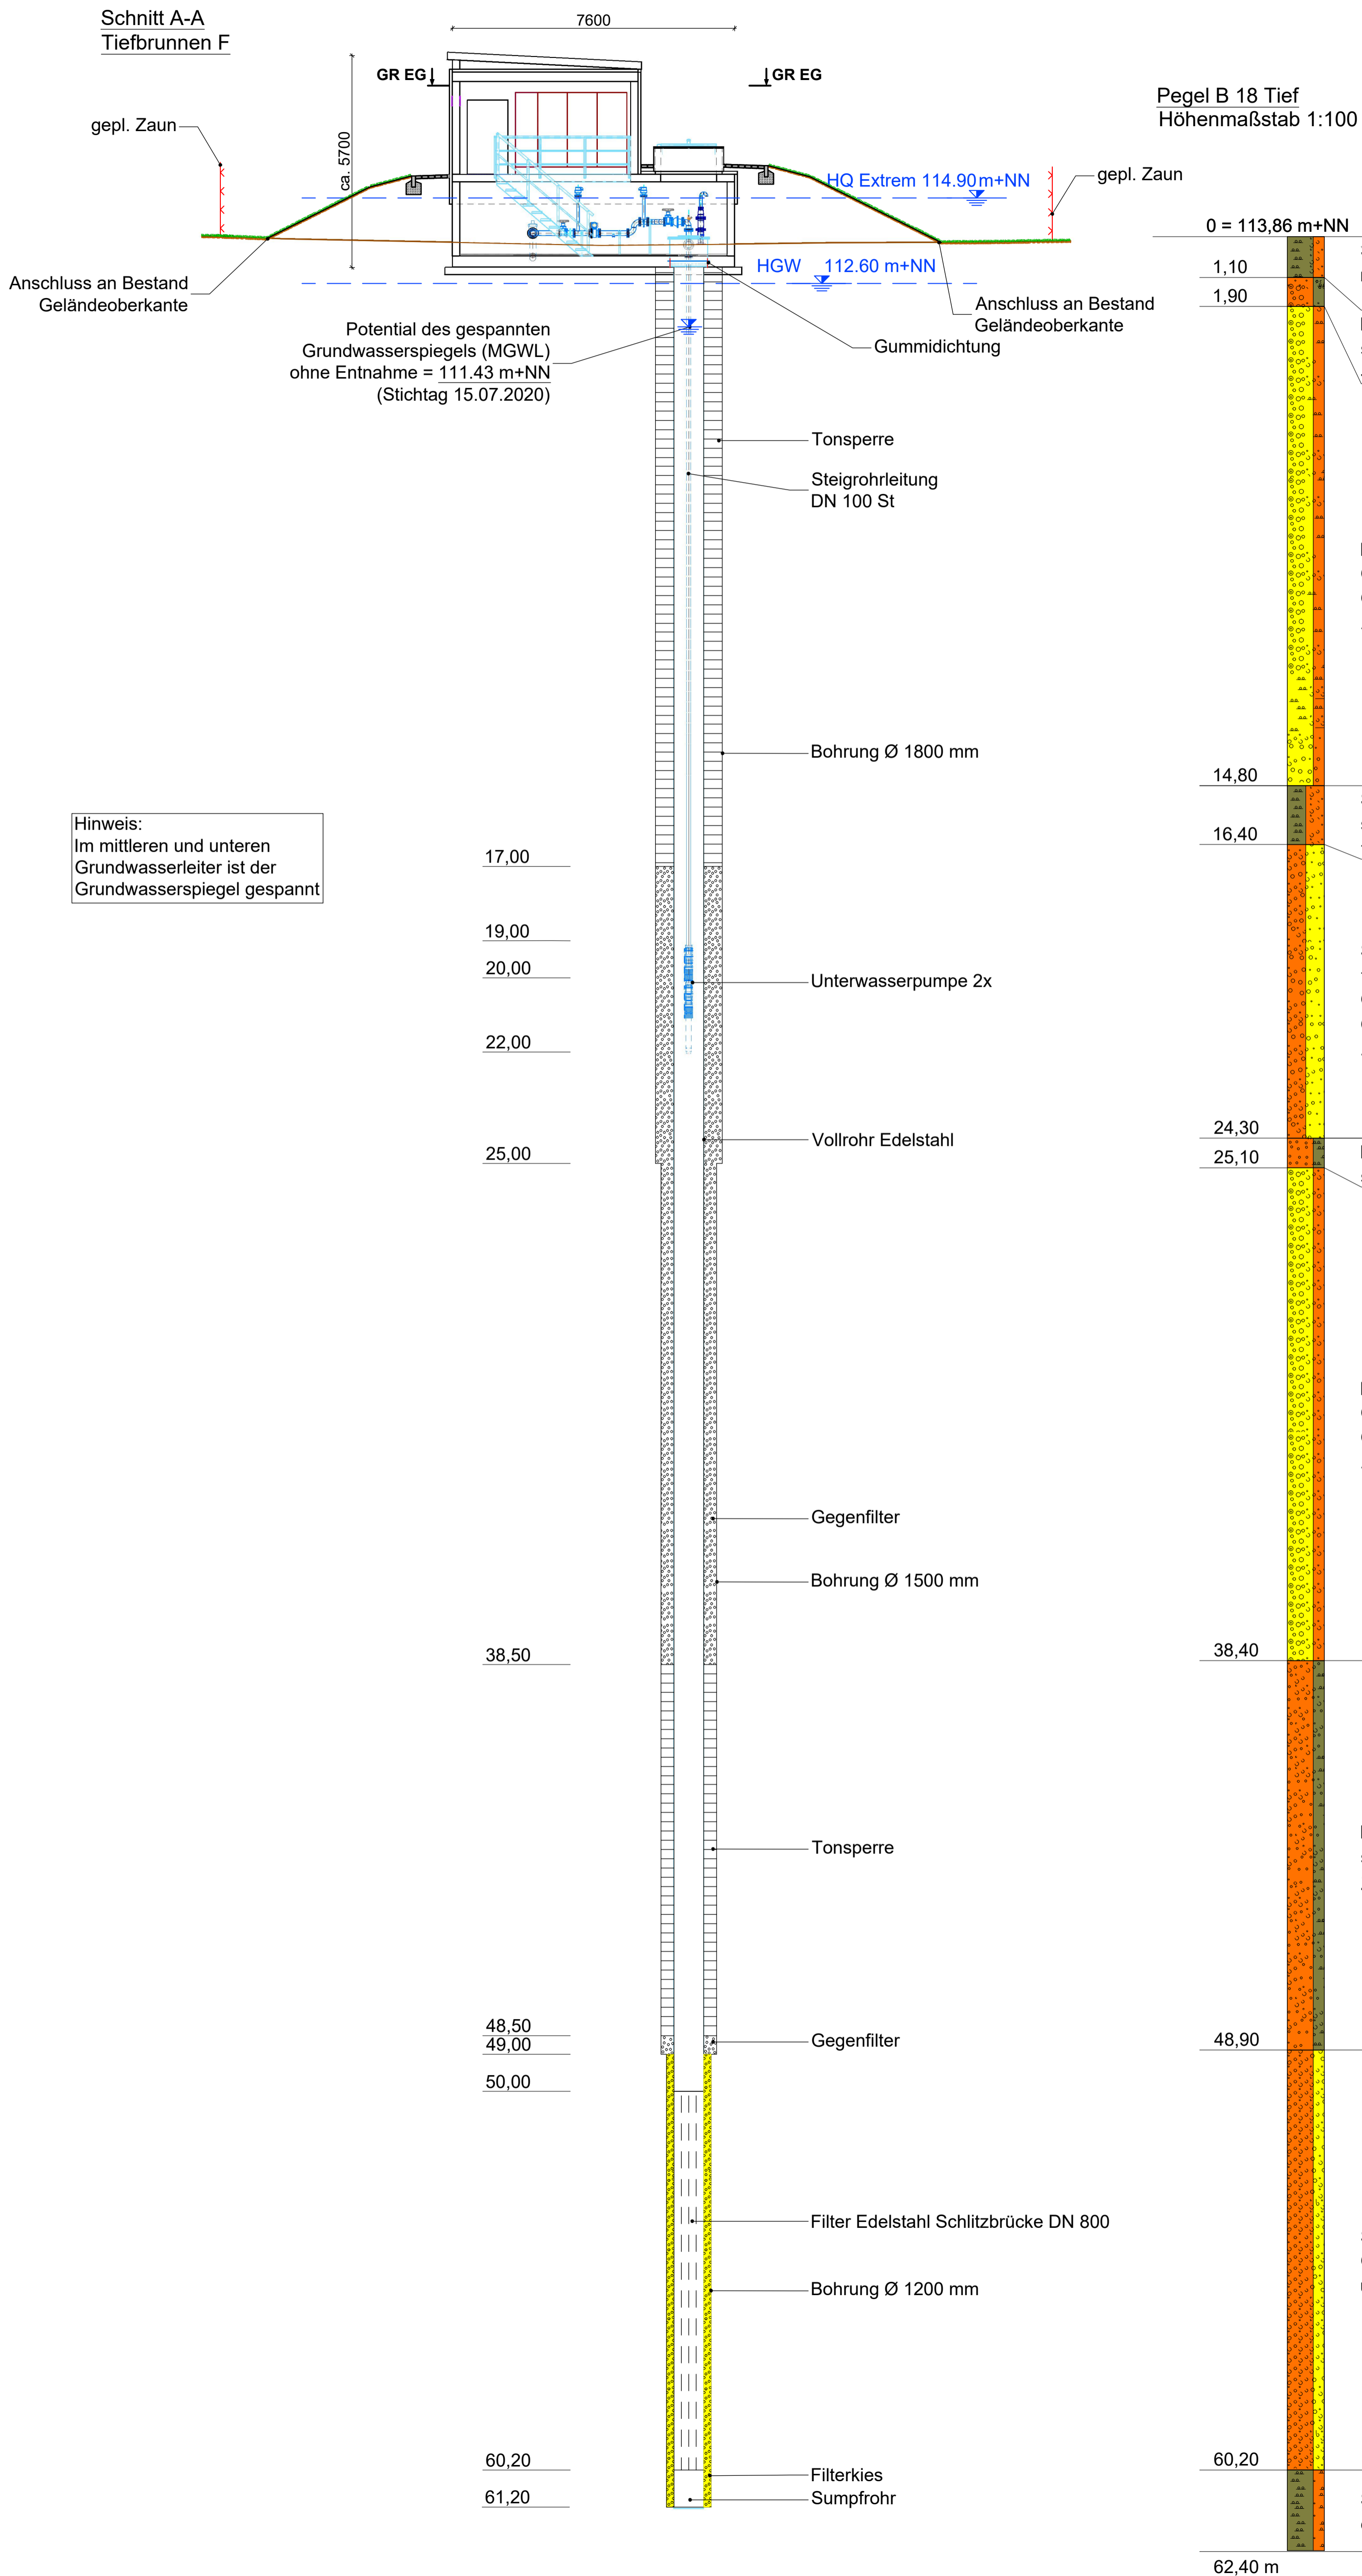 Schnitt A-A
Tiefbrunnen F
7600
GR EG
GR EG
ca. 5700
gepl. Zaun
HQ Extrem 114.90 m+NN
gepl. Zaun
Anschluss an Bestand
Geländeoberkante
HGW 112.60 m+NN
Anschluss an Bestand
Geländeoberkante
Gummidichtung
Potential des gespannten
Grundwasserspiegels (MGWL)
ohne Entnahme = 111.43 m+NN
(Stichtag 15.07.2020)
Tonsperre
Steigrohrleitung
DN 100 St
Bohrung Ø 1800 mm
Hinweis:
Im mittleren und unteren
Grundwasserleiter ist der
Grundwasserspiegel gespannt
17,00
19,00
20,00
Unterwasserpumpe 2x
22,00
Vollrohr Edelstahl
25,00
Gegenfilter
Bohrung Ø 1500 mm
38,50
Tonsperre
48,50
49,00
Gegenfilter
50,00
Filter Edelstahl Schlitzbrücke DN 800
Bohrung Ø 1200 mm
60,20
Filterkies
61,20
Sumpfrohr
Pegel B 18 Tief
Höhenmaßstab 1:100
0 = 113,86 m+NN
1,10
1,90
14,80
16,40
24,30
25,10
38,40
48,90
60,20
62,40 m